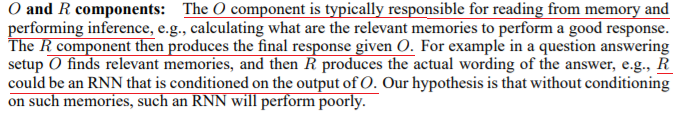 O and R components: The O component is typically responsible for reading from memory and
performing inference, e.g., calculating what are the relevant memories to perform a good response.
The R component then produces the final response given O. For example in a question answering
setup O finds relevant memories, and then R produces the actual wording of the answer, e.g., R
could be an RNN that is conditioned on the output of O. Our hypothesis is that without conditioning
on such memories, such an RNN will perform poorly.